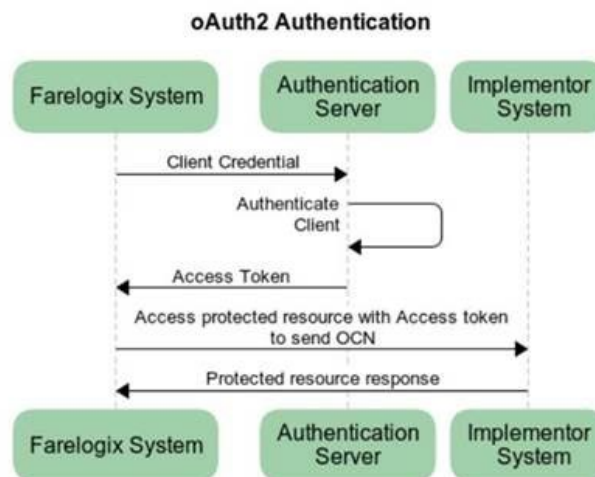 oAuth2 Authentication
Farelogix System
Authentication
Server
Implementor
System
Client Credential
Authenticate
Client
Access Token
Access protected resource with Access token
to send OCN
Protected resource response
Farelogix System
Authentication
Server
Implementor
System